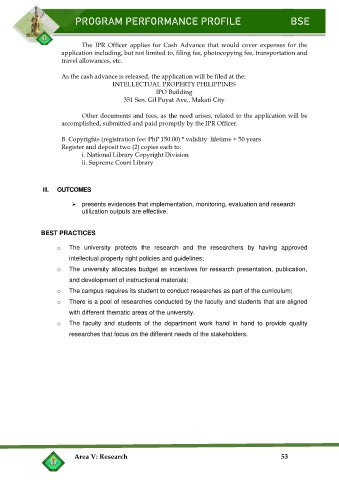 PROGRAM PERFORMANCE PROFILE BSE
The IPR Officer applies for Cash Advance that would cover expenses for the
application including, but not limited to, filing fee, photocopying fee, transportation and
travel allowances, etc.
As the cash advance is released, the application will be filed at the:
INTELLECTUAL PROPERTY PHILIPPINES
IPO Building
351 Sen. Gil Puyat Ave., Makati City
Other documents and fees, as the need arises, related to the application will be
accomplished, submitted and paid promptly by the IPR Officer.
B. Copyrights (registration fee: PhP 150.00) * validity: lifetime + 50 years
Register and deposit two (2) copies each to:
i. National Library Copyright Division
ii. Supreme Court Library
III. OUTCOMES
➢ presents evidences that implementation, monitoring, evaluation and research
utilization outputs are effective.
BEST PRACTICES
o The university protects the research and the researchers by having approved
intellectual property right policies and guidelines;
o The university allocates budget as incentives for research presentation, publication,
and development of instructional materials;
o The campus requires its student to conduct researches as part of the curriculum;
o There is a pool of researches conducted by the faculty and students that are aligned
with different thematic areas of the university.
o The faculty and students of the department work hand in hand to provide quality
researches that focus on the different needs of the stakeholders.
Area V: Research 53